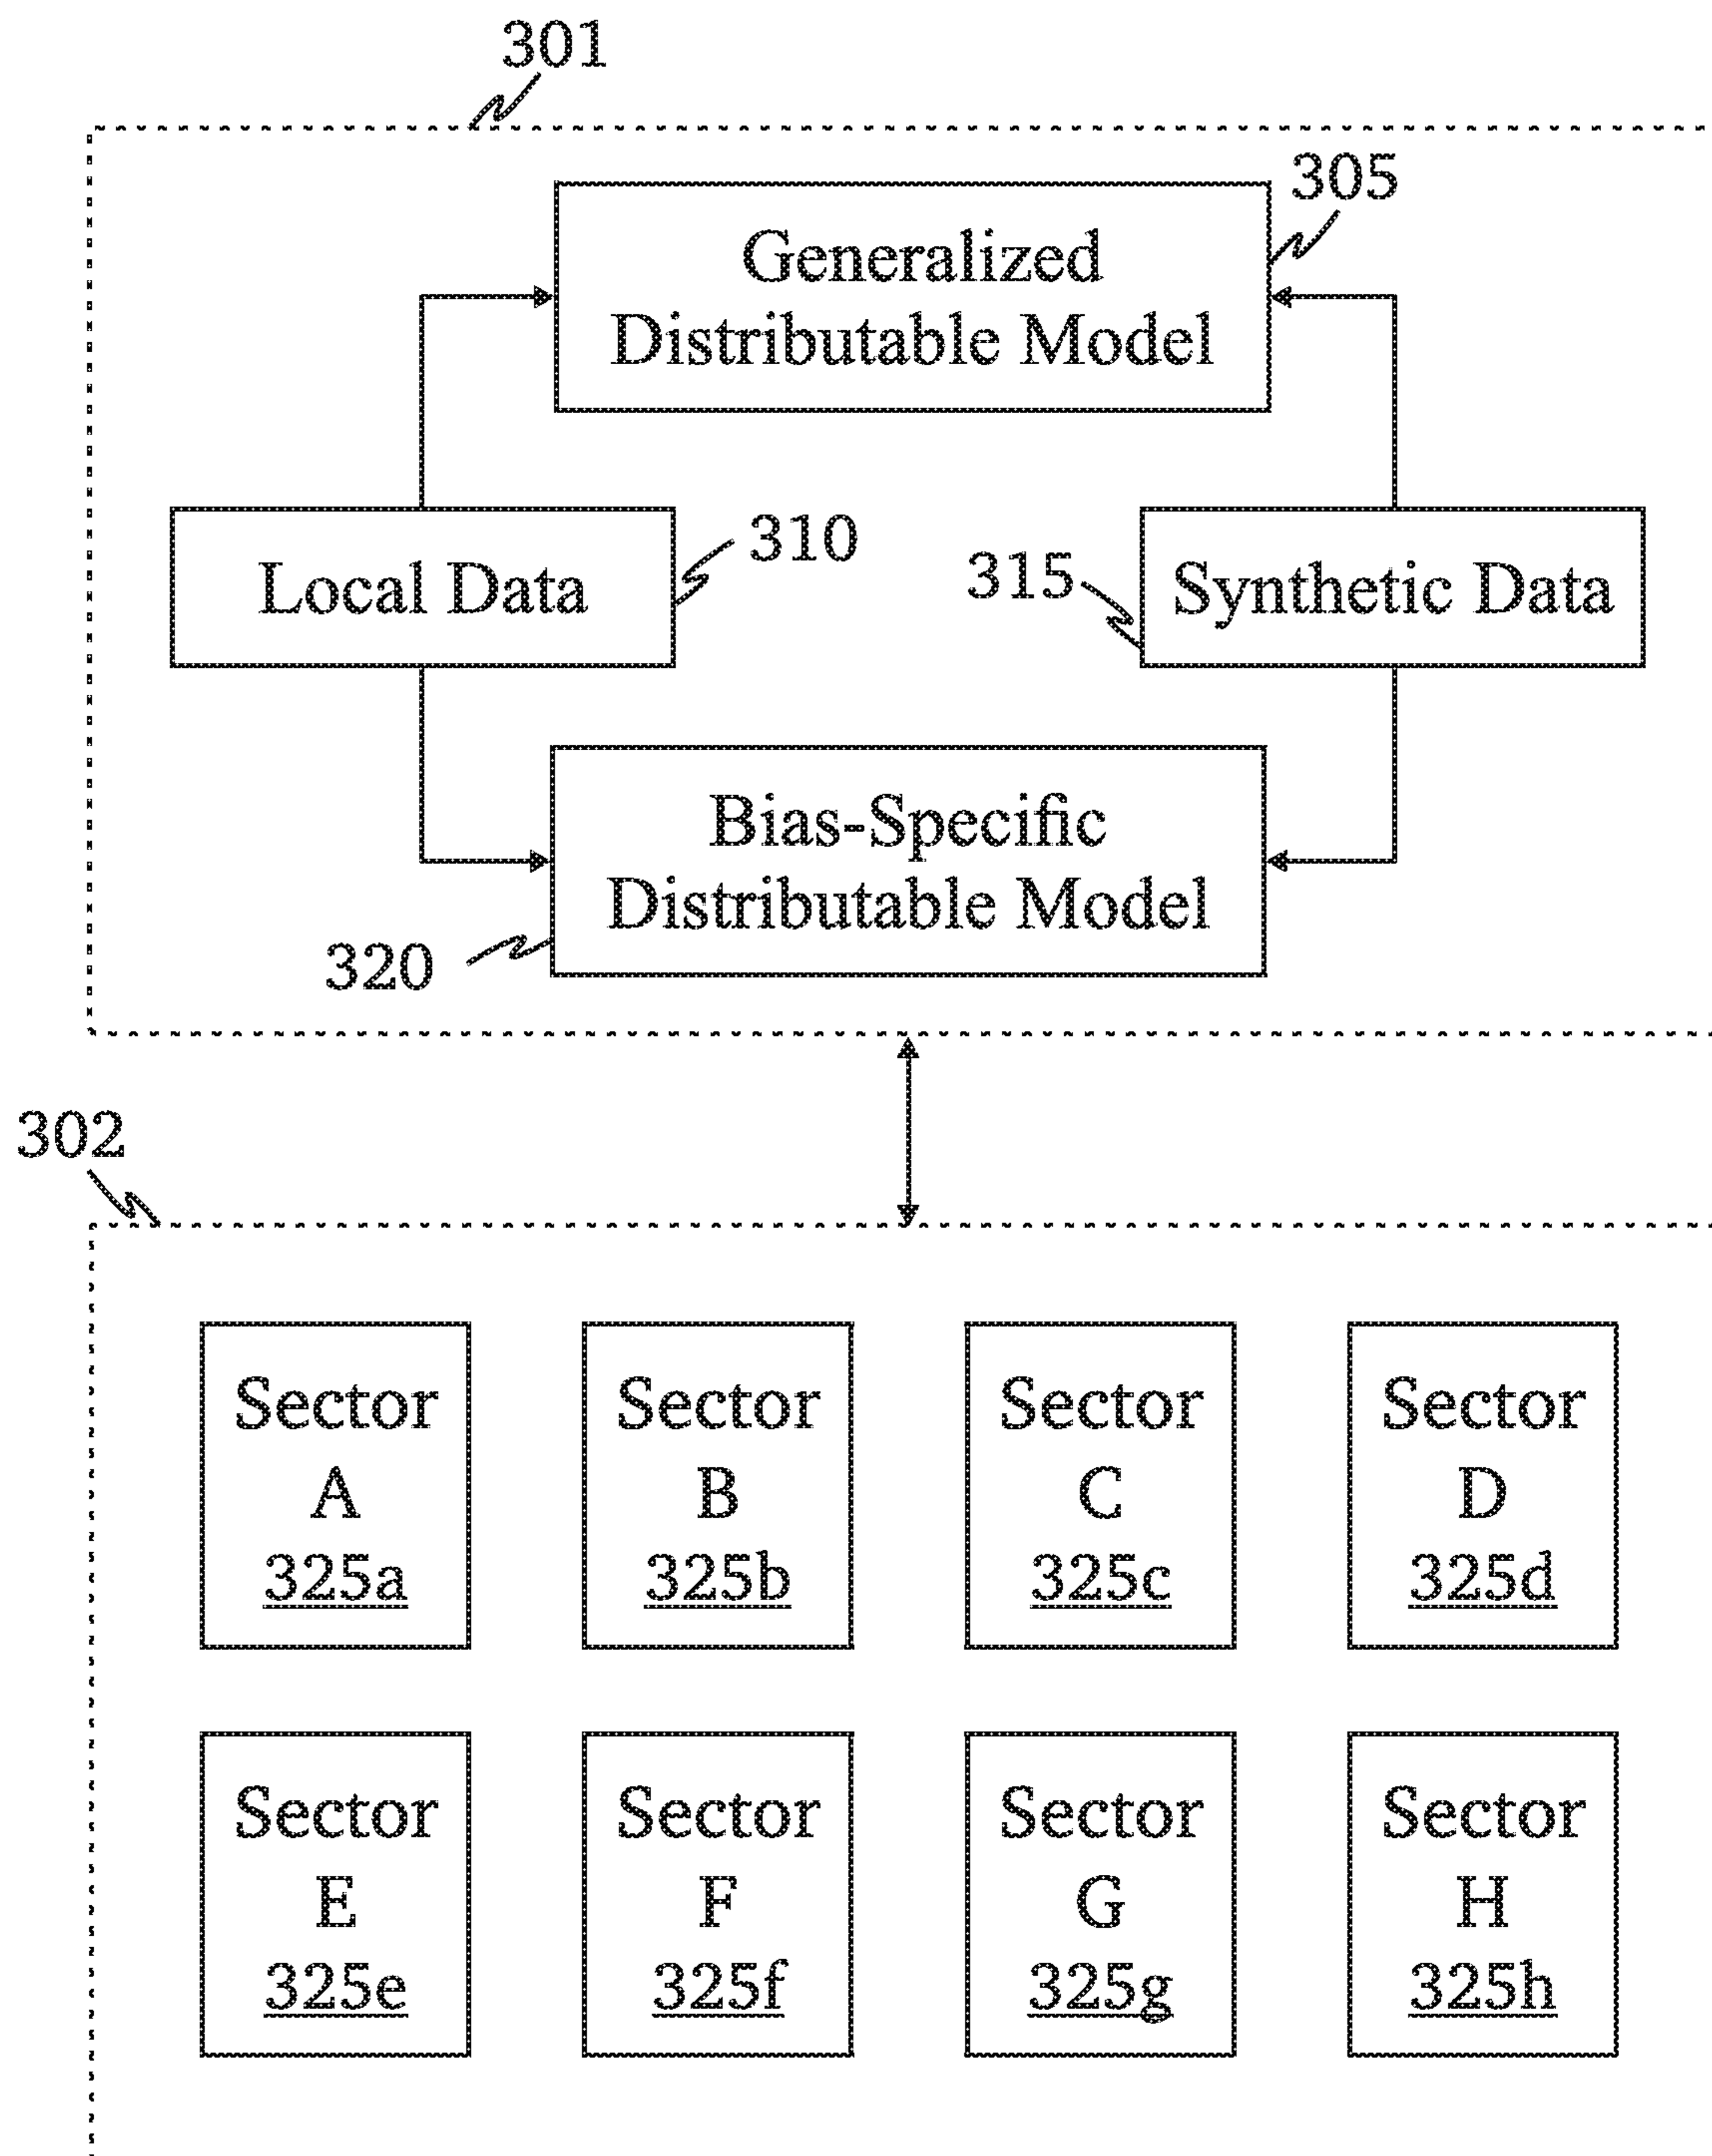 301
305
Generalized
Distributable Model
310
Local Data
315
Synthetic Data
Bias-Specific
Distributable Model
320
302
Sector
A
325a
Sector
B
325b
Sector
C
325c
Sector
D
325d
Sector
E
325e
Sector
F
325f
Sector
G
325g
Sector
H
325h